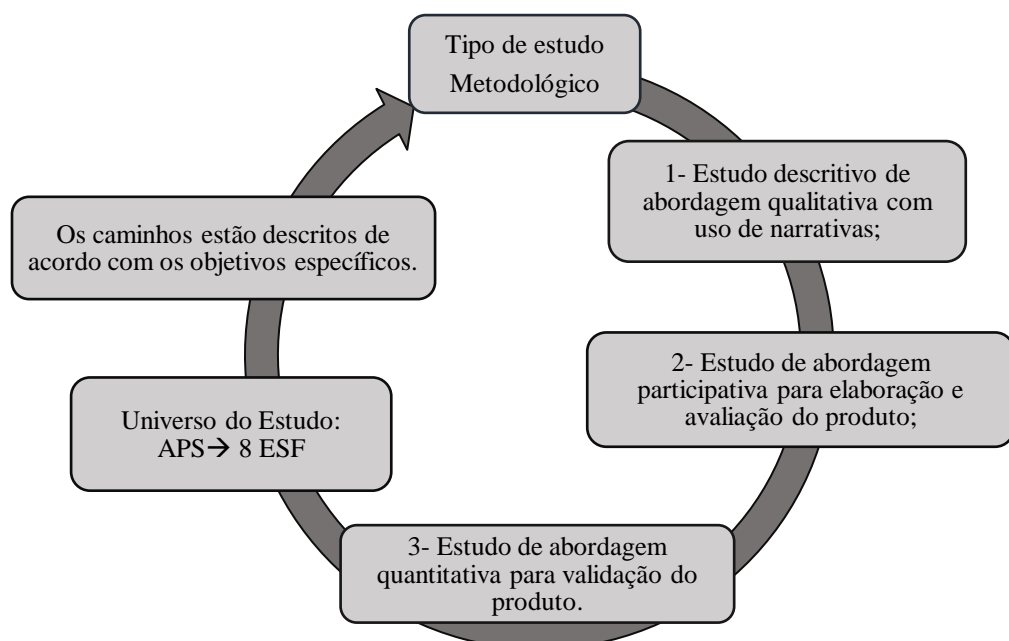 Tipo de estudo
Metodológico
1- Estudo descritivo de
abordagem qualitativa com
uso de narrativas;
2- Estudo de abordagem
participativa para elaboração e
avaliação do produto;
3- Estudo de abordagem
quantitativa para validação do
produto.
Universo do Estudo:
APS→ 8 ESF
Os caminhos estão descritos de
acordo com os objetivos específicos.